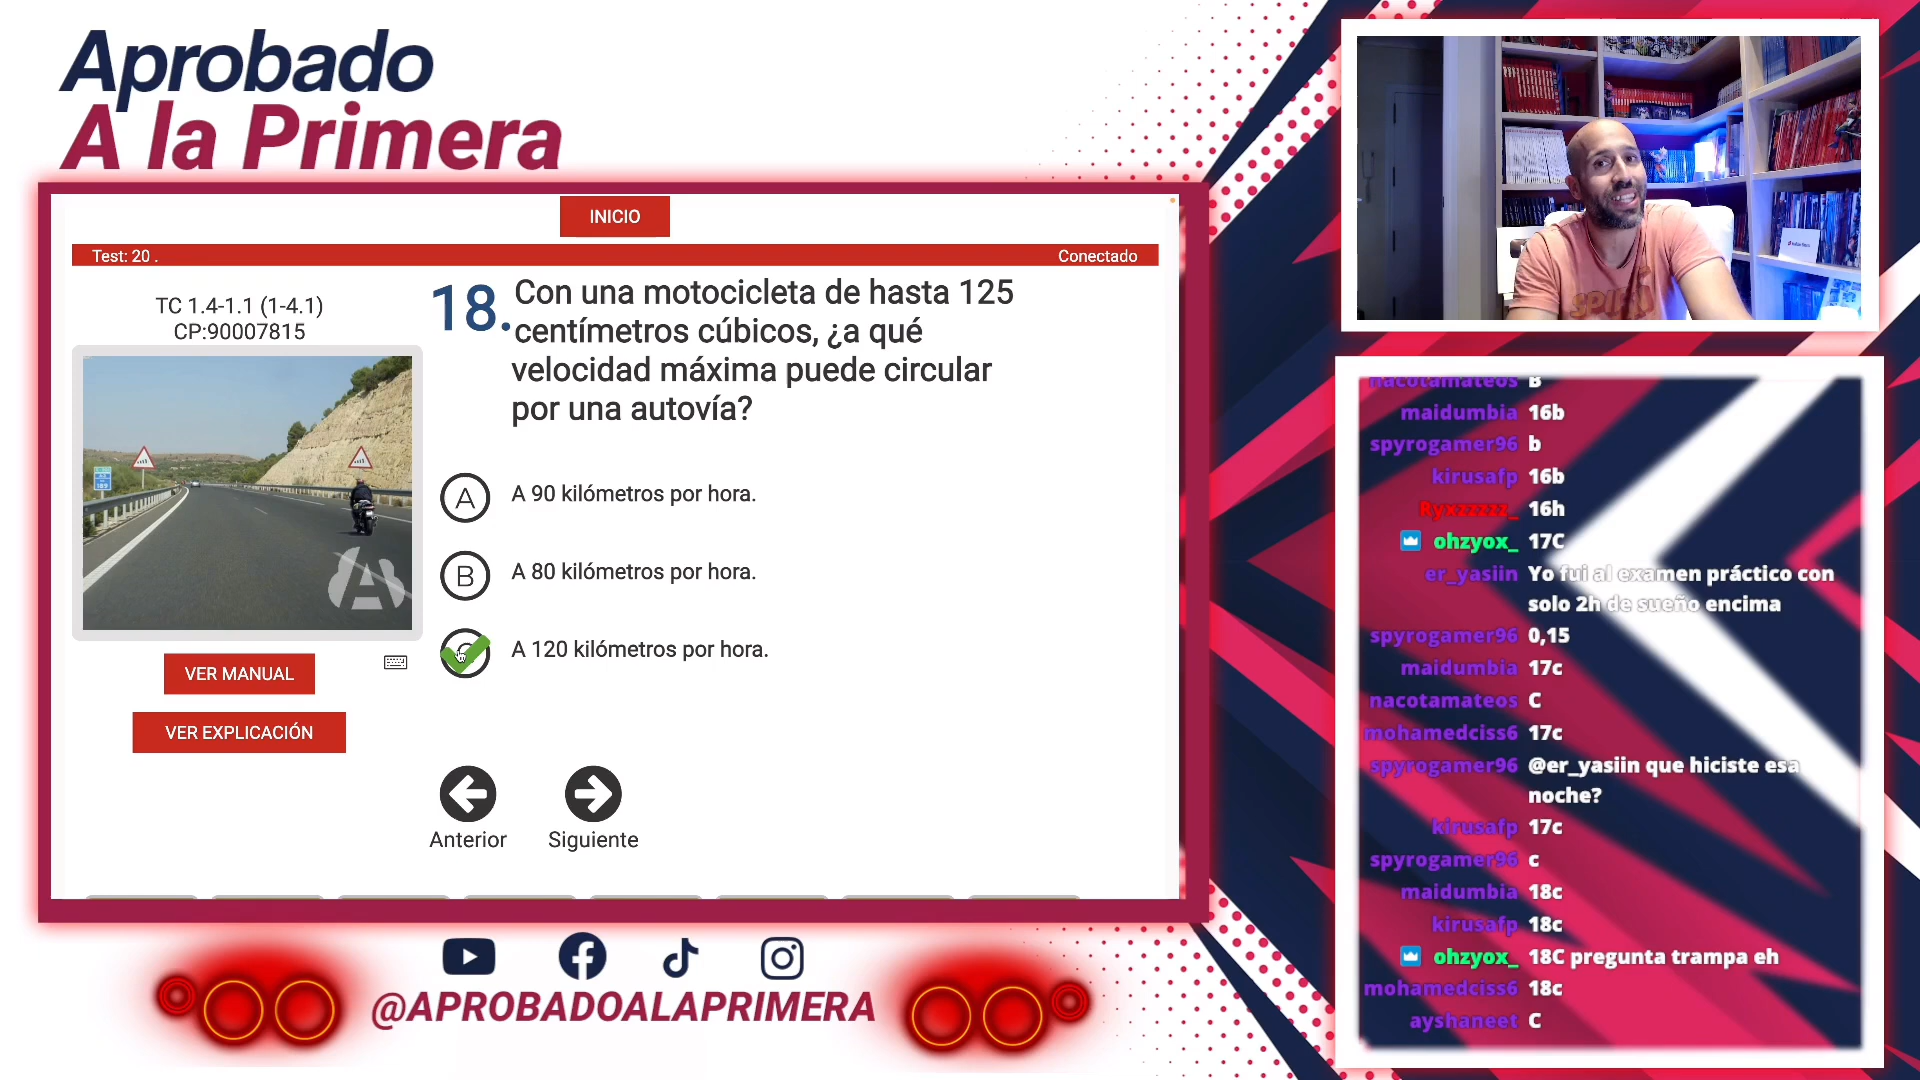 Aprobado
A la Primera
INICIO
Test: 20 .
Conectado
TC 1.4-1.1 (1-4.1)
CP:90007815
18.
Con una motocicleta de hasta 125
centímetros cúbicos, ¿a qué
velocidad máxima puede circular
por una autovía?
A
A 90 kilómetros por hora.
B
A 80 kilómetros por hora.
A 120 kilómetros por hora.
VER MANUAL
VER EXPLICACIÓN
Anterior
Siguiente
@APROBADOALAPRIMERA
nacotamateos B
maidumbia 16b
spyrogamer96 b
kirusafp 16b
Ryxzzzzz_ 16h
ohzyox_ 17C
er_yasiin Yo fui al examen práctico con
solo 2h de sueño encima
spyrogamer96 0,15
maidumbia 17c
nacotamateos C
mohamedciss6 17c
spyrogamer96 @er_yasiin que hiciste esa
noche?
kirusafp 17c
spyrogamer96 c
maidumbia 18c
kirusafp 18c
ohzyox_ 18C pregunta trampa eh
mohamedciss6 18c
ayshaneet C